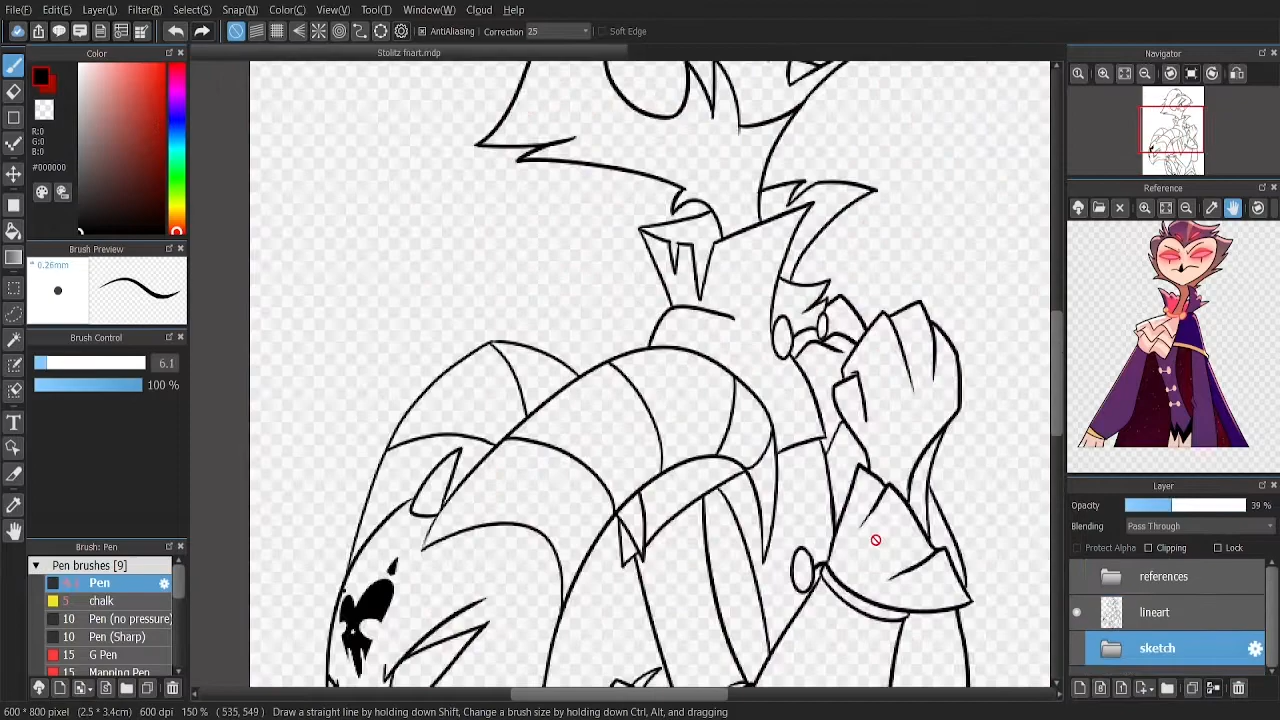 File(F) Edit(E) Layer(L) Filter(R) Select(S) Snap(N) Color(C) View(V) Tool(T) Window(W) Cloud Help
AntiAliasing Correction 25 Soft Edge
Color
Stolitz fnart.mdp
Navigator
R:0
G:0
B:0
#000000
Reference
Brush Preview
0.26mm
Brush Control
6.1
100 %
Layer
Opacity 39 %
Blending Pass Through
Protect Alpha Clipping Lock
Brush: Pen
Pen brushes [9]
Pen
5 chalk
10 Pen (no pressure)
10 Pen (Sharp)
15 G Pen
15 Mapping Pen
references
lineart
sketch
600 * 800 pixel (2.5 * 3.4cm) 600 dpi 150 % ( 535, 549 ) Draw a straight line by holding down Shift, Change a brush size by holding down Ctrl, Alt, and dragging